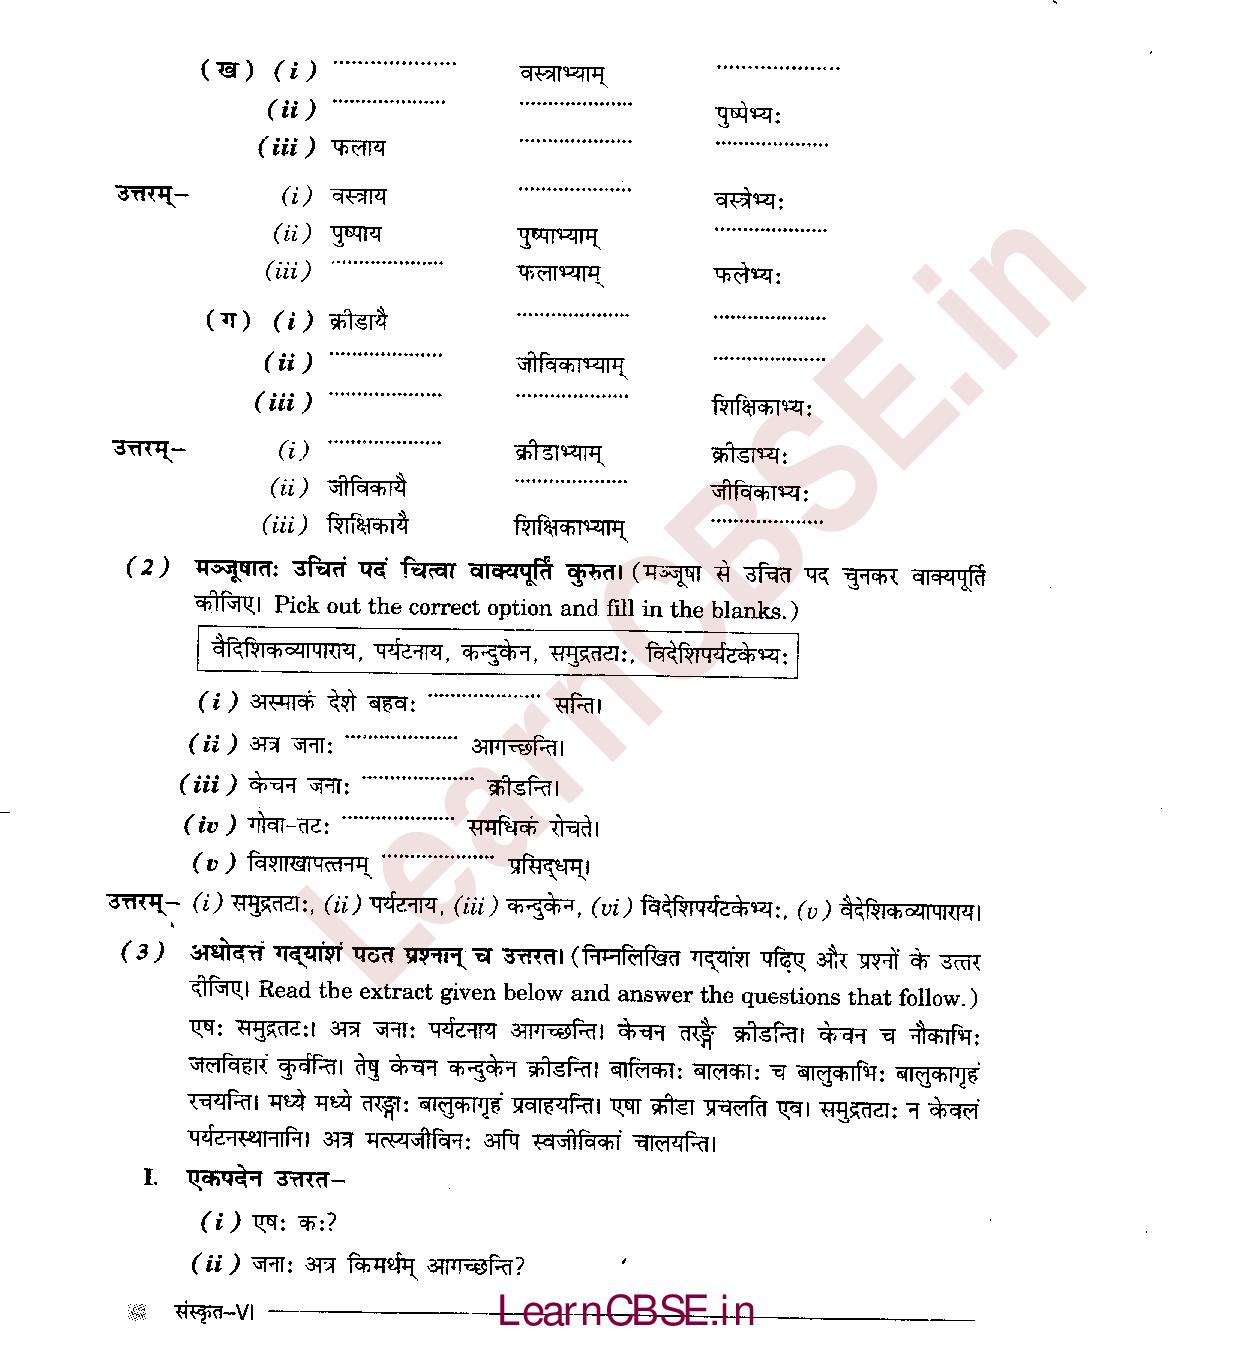 (ख) (i) .................... वस्त्राभ्याम् ....................
(ii) .................... .................... पुष्पेभ्य:
(iii) फलाय .................... ....................
उत्तरम्– (i) वस्त्राय .................... वस्त्रेभ्य:
(ii) पुष्पाय पुष्पाभ्याम् ....................
(iii) .................... फलाभ्याम् फलेभ्य:
(ग) (i) क्रीडायै .................... ....................
(ii) .................... जीविकाभ्याम् ....................
(iii) .................... .................... शिक्षिकाभ्य:
उत्तरम्– (i) .................... क्रीडाभ्याम् क्रीडाभ्य:
(ii) जीविकायै .................... जीविकाभ्य:
(iii) शिक्षिकायै शिक्षिकाभ्याम् ....................
(2) मञ्जूषात: उचितं पदं चित्वा वाक्यपूर्तिं कुरुत। (मञ्जूषा से उचित पद चुनकर वाक्यपूर्ति
कीजिए। Pick out the correct option and fill in the blanks.)
वैदिशिकव्यापाराय, पर्यटनाय, कन्दुकेन, समुद्रतटा:, विदेशिपर्यटकेभ्य:
(i) अस्माकं देशे बहव: .................... सन्ति।
(ii) अत्र जना: .................... आगच्छन्ति।
(iii) केचन जना: .................... क्रीडन्ति।
(iv) गोवा-तट: .................... समधिकं रोचते।
(v) विशाखापत्तनम् .................... प्रसिद्धम्।
उत्तरम्– (i) समुद्रतटा:, (ii) पर्यटनाय, (iii) कन्दुकेन, (vi) विदेशिपर्यटकेभ्य:, (v) वैदेशिकव्यापाराय।
(3) अधोदत्तं गद्यांशं पठत प्रश्नान् च उत्तरत। (निम्नलिखित गद्यांश पढ़िए और प्रश्नों के उत्तर
दीजिए। Read the extract given below and answer the questions that follow.)
एष: समुद्रतट:। अत्र जना: पर्यटनाय आगच्छन्ति। केचन तरङ्गै क्रीडन्ति। केचन च नौकाभि:
जलविहारं कुर्वन्ति। तेषु केचन कन्दुकेन क्रीडन्ति। बालिका: बालका: च बालुकाभि: बालुकागृहं
रचयन्ति। मध्ये मध्ये तरङ्गा: बालुकागृहं प्रवाहयन्ति। एषा क्रीडा प्रचलति एव। समुद्रतटा: न केवलं
पर्यटनस्थानानि। अत्र मत्स्यजीविन: अपि स्वजीविकां चालयन्ति।
I. एकपदेन उत्तरत–
(i) एष: क:?
(ii) जना: अत्र किमर्थम् आगच्छन्ति?
संस्कृत–VI LearnCBSE.in
LearnCBSE.in